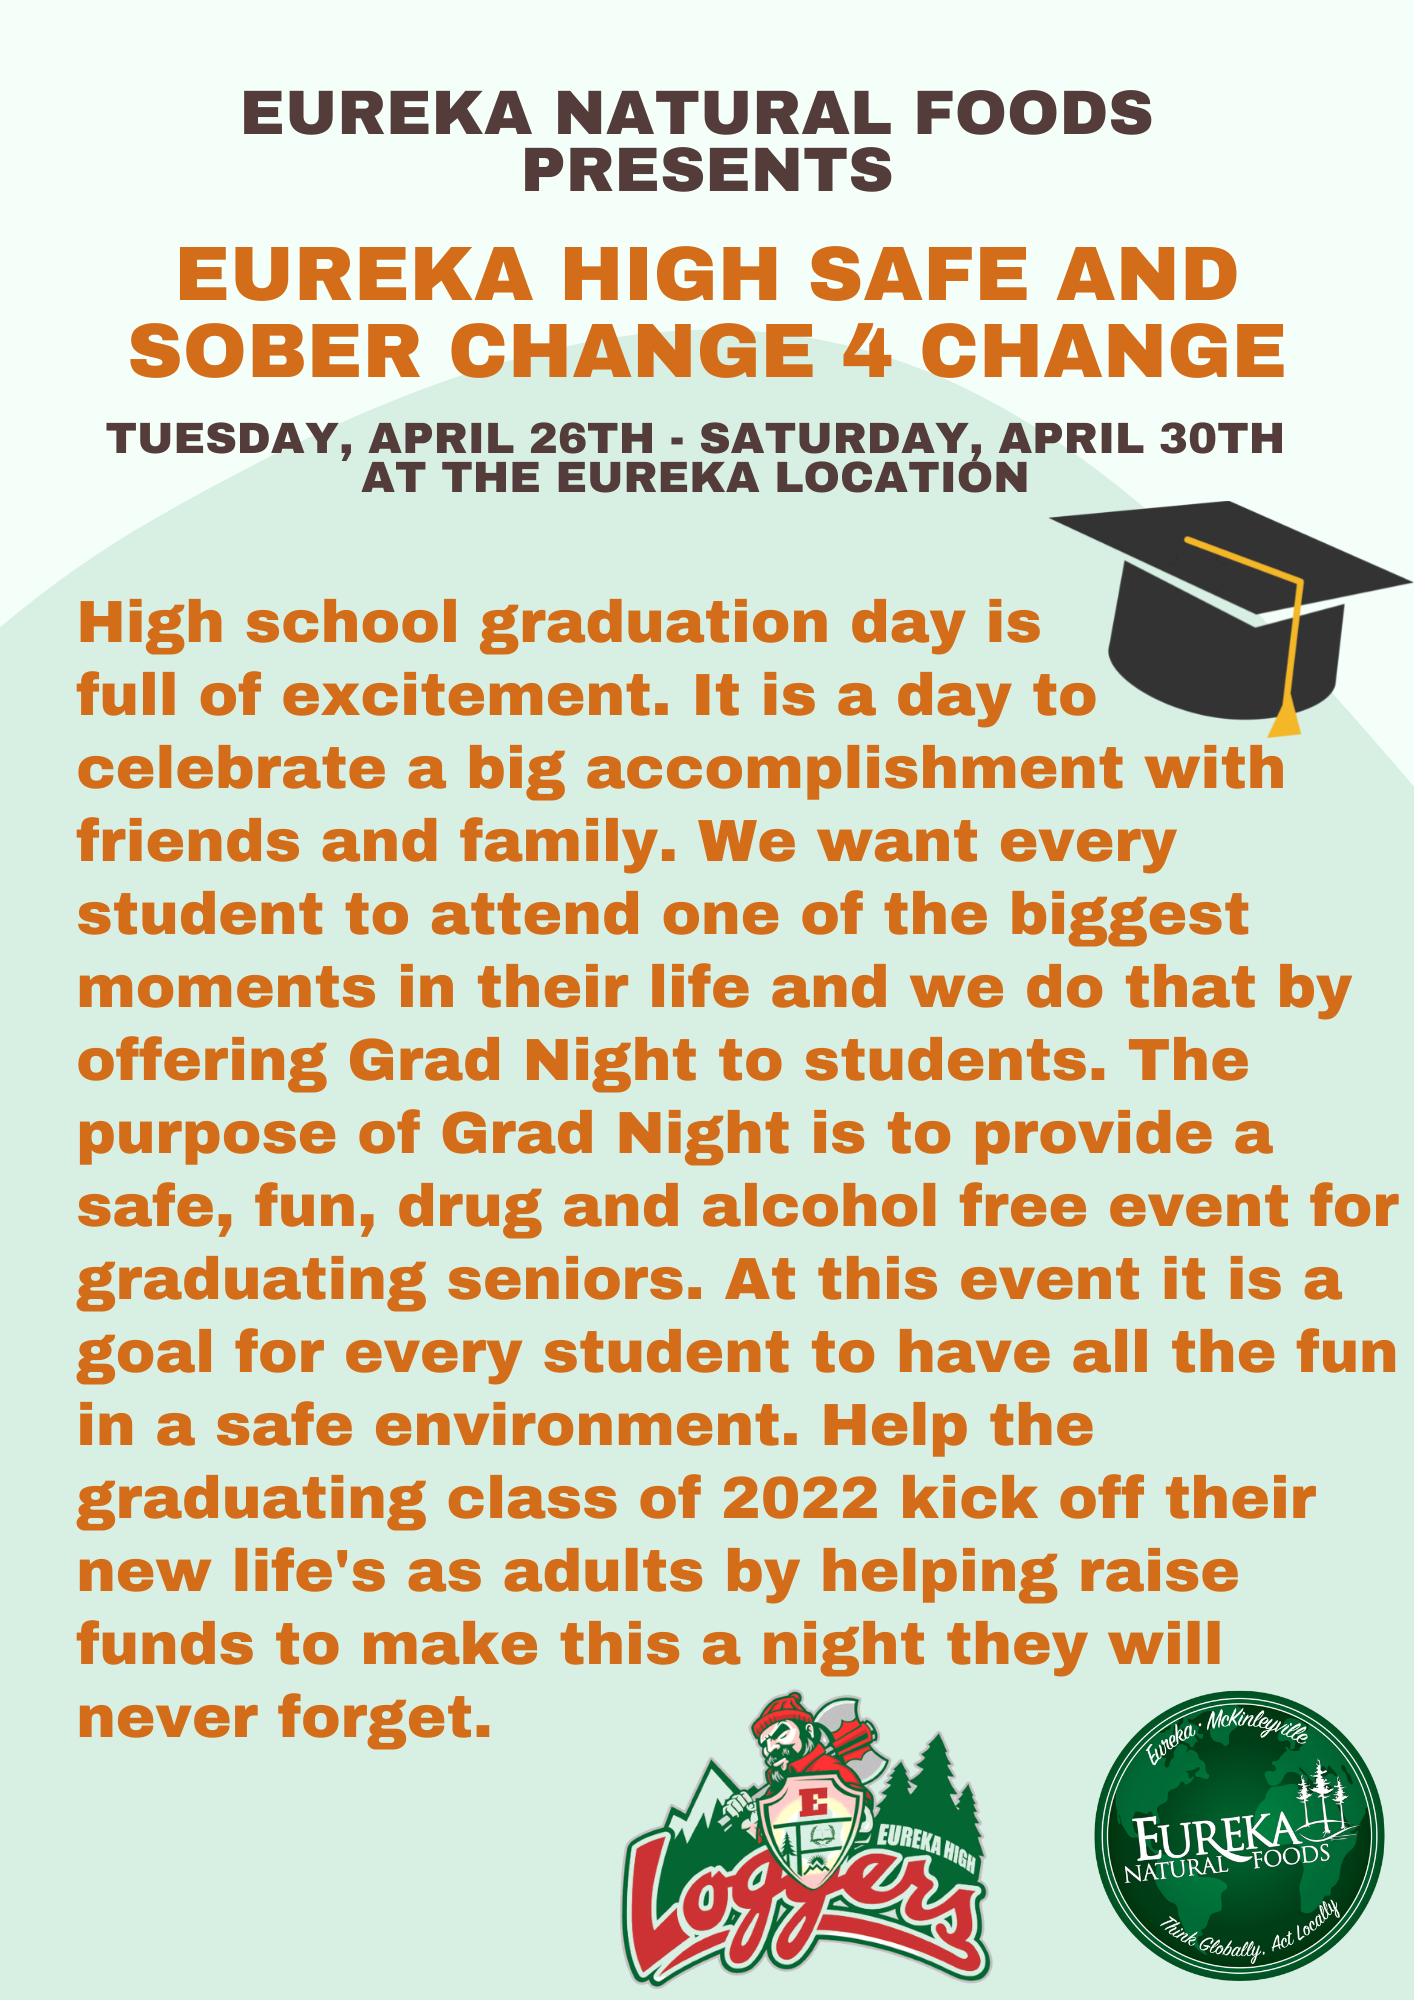 EUREKA NATURAL FOODS
PRESENTS
EUREKA HIGH SAFE AND
SOBER CHANGE 4 CHANGE
TUESDAY, APRIL 26TH - SATURDAY, APRIL 30TH
AT THE EUREKA LOCATION
High school graduation day is
full of excitement. It is a day to
celebrate a big accomplishment with
friends and family. We want every
student to attend one of the biggest
moments in their life and we do that by
offering Grad Night to students. The
purpose of Grad Night is to provide a
safe, fun, drug and alcohol free event for
graduating seniors. At this event it is a
goal for every student to have all the fun
in a safe environment. Help the
graduating class of 2022 kick off their
new life's as adults by helping raise
funds to make this a night they will
never forget.
E
EUREKA HIGH
Loggers
Eureka · McKinleyville
EUREKA
NATURAL FOODS
Think Globally, Act Locally